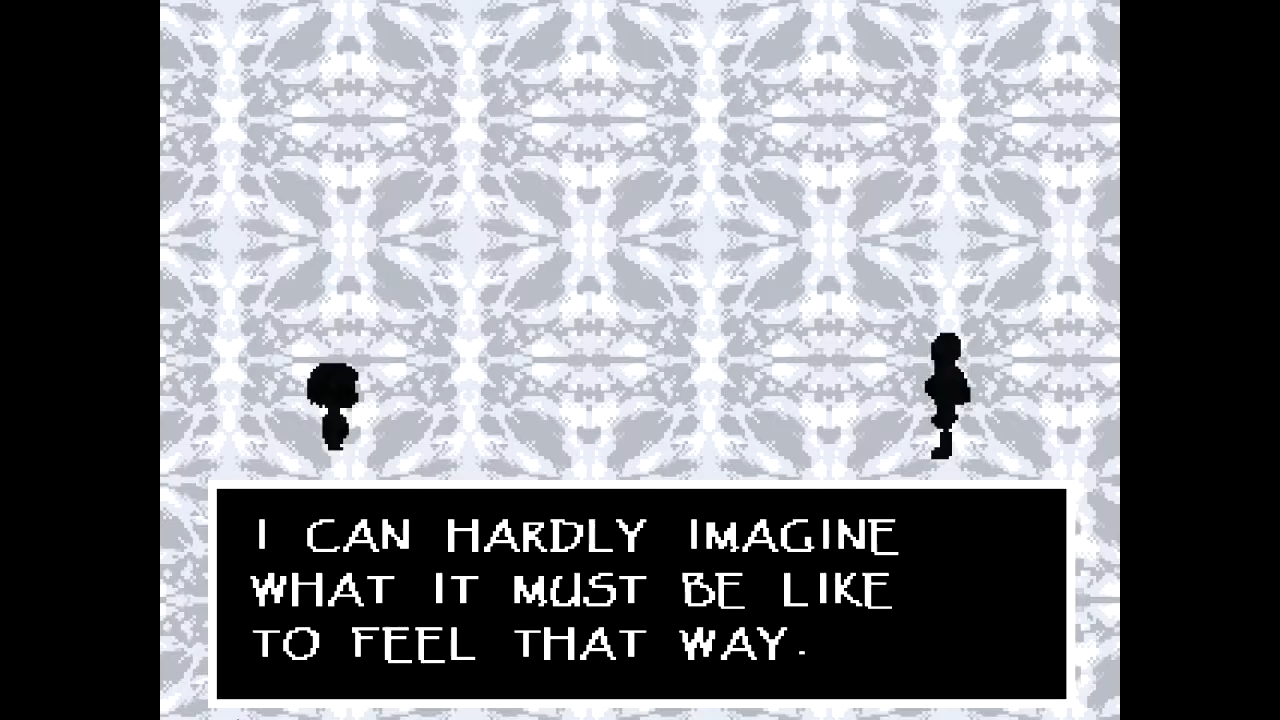 I CAN HARDLY IMAGINE
WHAT IT MUST BE LIKE
TO FEEL THAT WAY.